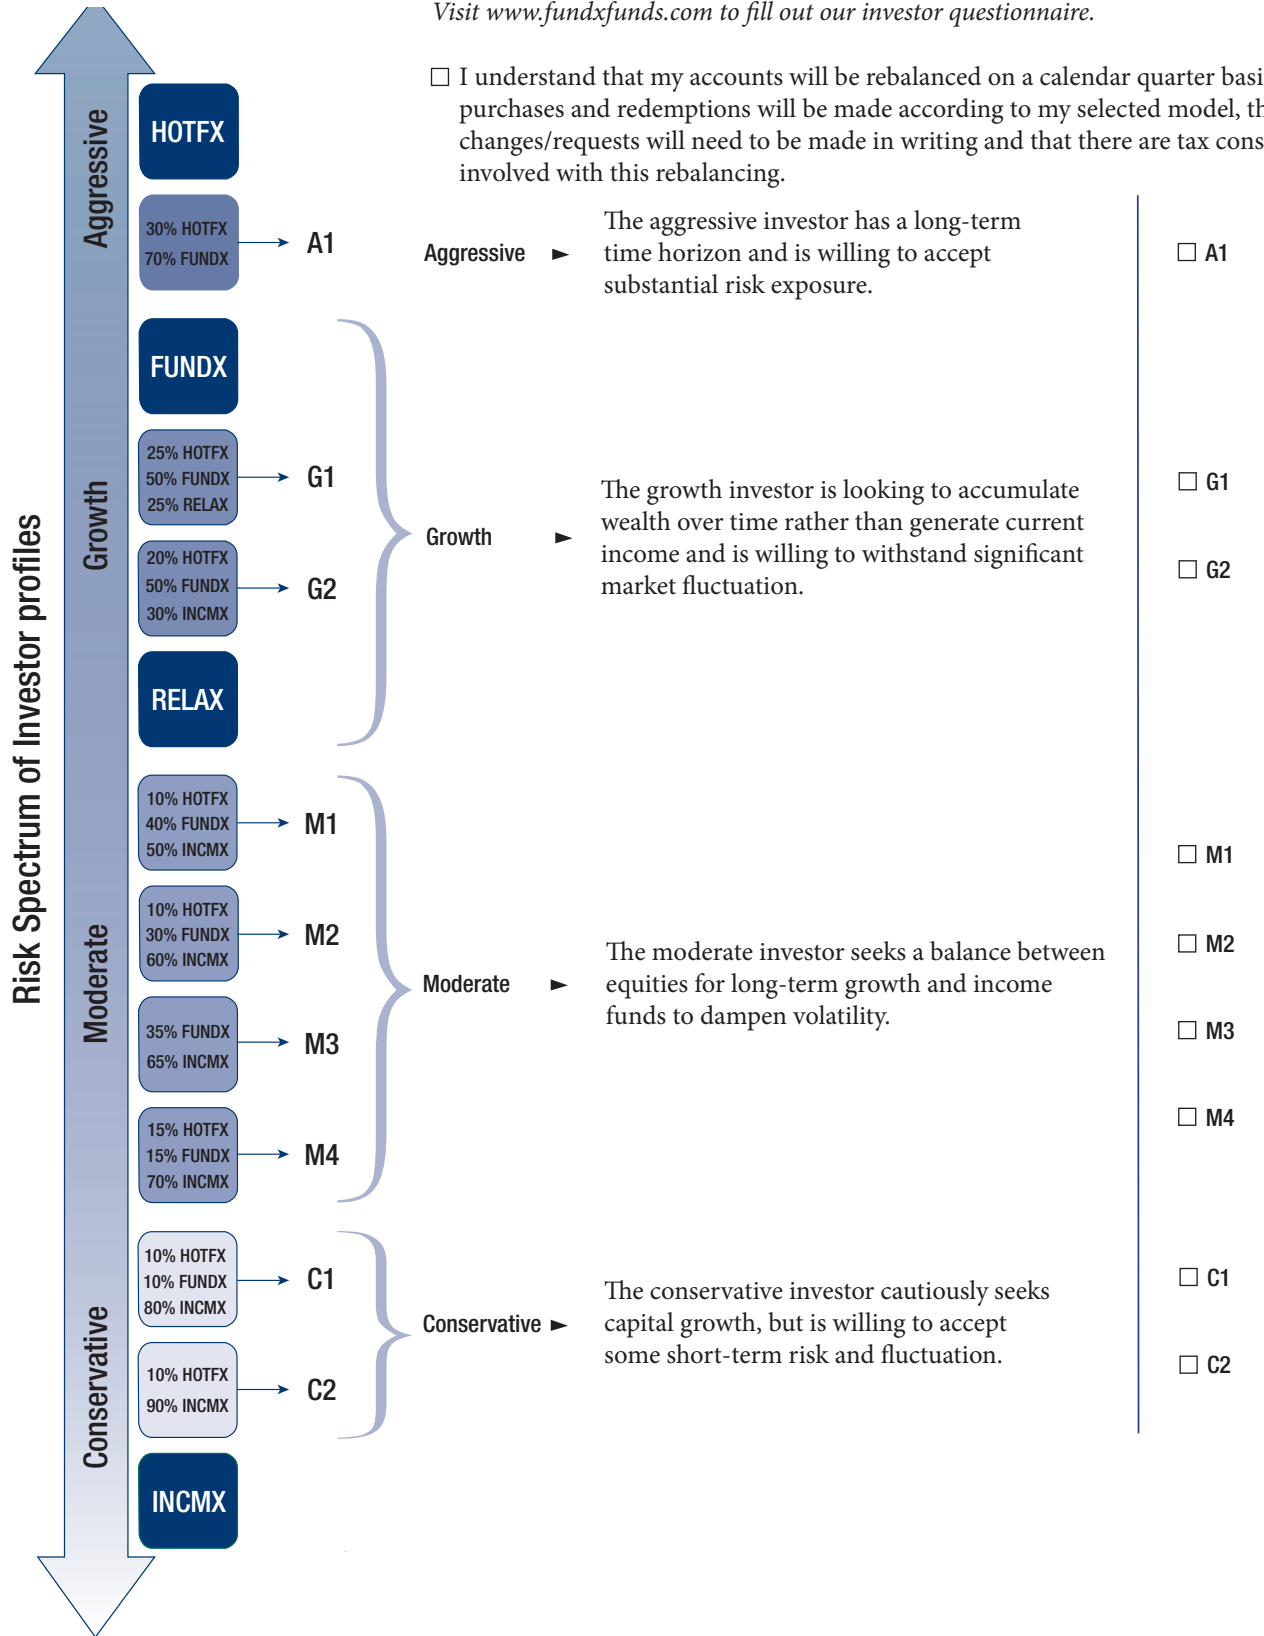 Visit www.fundxfunds.com to fill out our investor questionnaire.
I understand that my accounts will be rebalanced on a calendar quarter basi
purchases and redemptions will be made according to my selected model, th
changes/requests will need to be made in writing and that there are tax cons
involved with this rebalancing.
Risk Spectrum of Investor profiles
Aggressive
Growth
Moderate
Conservative
HOTFX
30% HOTFX
70% FUNDX
A1
Aggressive ►
The aggressive investor has a long-term
time horizon and is willing to accept
substantial risk exposure.
A1
FUNDX
25% HOTFX
50% FUNDX
25% RELAX
G1
20% HOTFX
50% FUNDX
30% INCMX
G2
RELAX
Growth ►
The growth investor is looking to accumulate
wealth over time rather than generate current
income and is willing to withstand significant
market fluctuation.
G1
G2
10% HOTFX
40% FUNDX
50% INCMX
M1
10% HOTFX
30% FUNDX
60% INCMX
M2
35% FUNDX
65% INCMX
M3
15% HOTFX
15% FUNDX
70% INCMX
M4
Moderate ►
The moderate investor seeks a balance between
equities for long-term growth and income
funds to dampen volatility.
M1
M2
M3
M4
10% HOTFX
10% FUNDX
80% INCMX
C1
10% HOTFX
90% INCMX
C2
Conservative ►
The conservative investor cautiously seeks
capital growth, but is willing to accept
some short-term risk and fluctuation.
C1
C2
INCMX